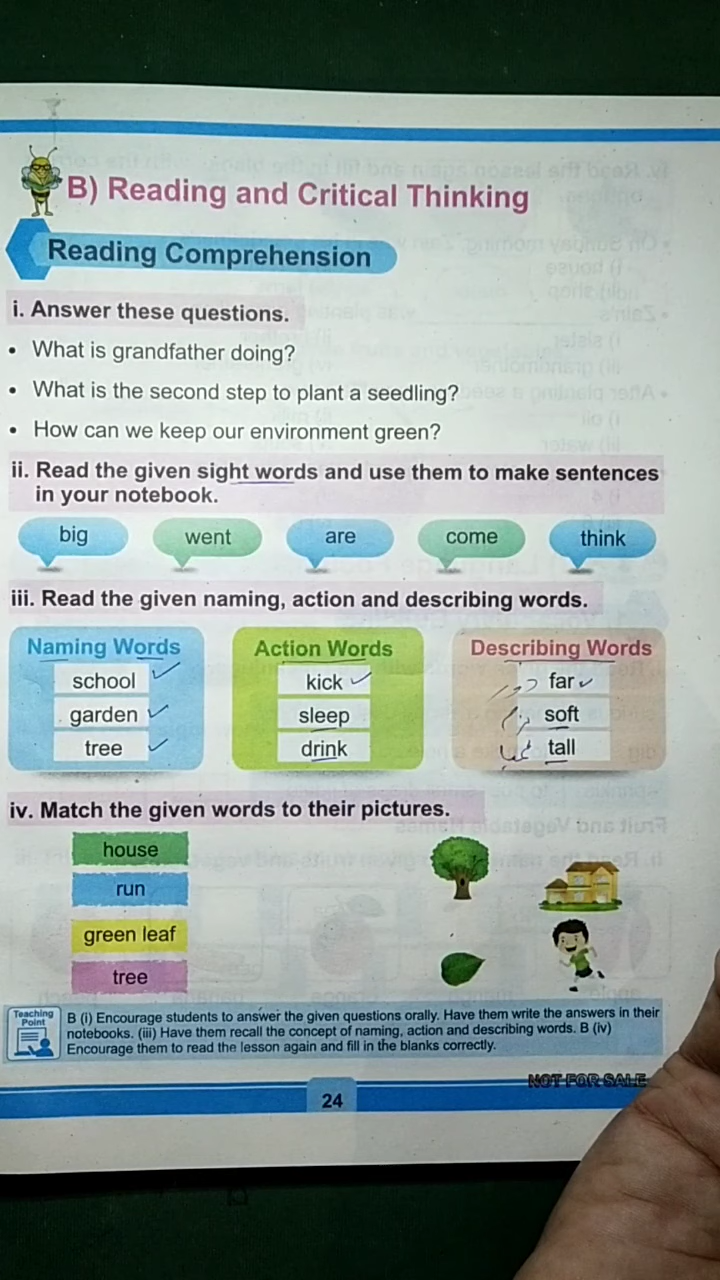 B) Reading and Critical Thinking
Reading Comprehension
i. Answer these questions.
• What is grandfather doing?
• What is the second step to plant a seedling?
• How can we keep our environment green?
ii. Read the given sight words and use them to make sentences
in your notebook.
big went are come think
iii. Read the given naming, action and describing words.
Naming Words Action Words Describing Words
school kick far دور
garden sleep soft نرم
tree drink tall لمبا
iv. Match the given words to their pictures.
house
run
green leaf
tree
Teaching
Point
B (i) Encourage students to answer the given questions orally. Have them write the answers in their
notebooks. (iii) Have them recall the concept of naming, action and describing words. B (iv)
Encourage them to read the lesson again and fill in the blanks correctly.
NOT FOR SALE
24